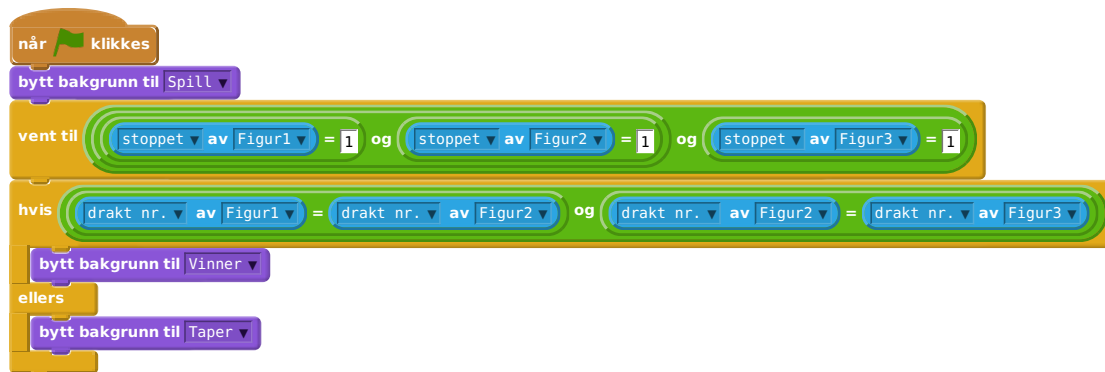 når klikkes
bytt bakgrunn til Spill
vent til stoppet av Figur1 = 1 og stoppet av Figur2 = 1 og stoppet av Figur3 = 1
hvis drakt nr. av Figur1 = drakt nr. av Figur2 og drakt nr. av Figur2 = drakt nr. av Figur3
bytt bakgrunn til Vinner
ellers
bytt bakgrunn til Taper